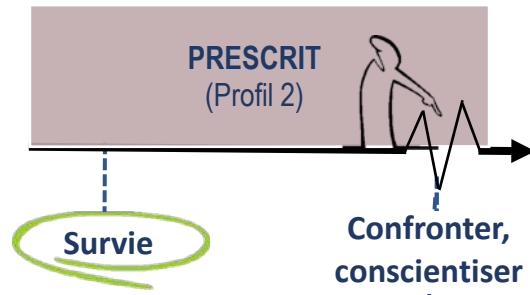 PRESCRIT
(Profil 2)
Survie
Confronter,
conscientiser